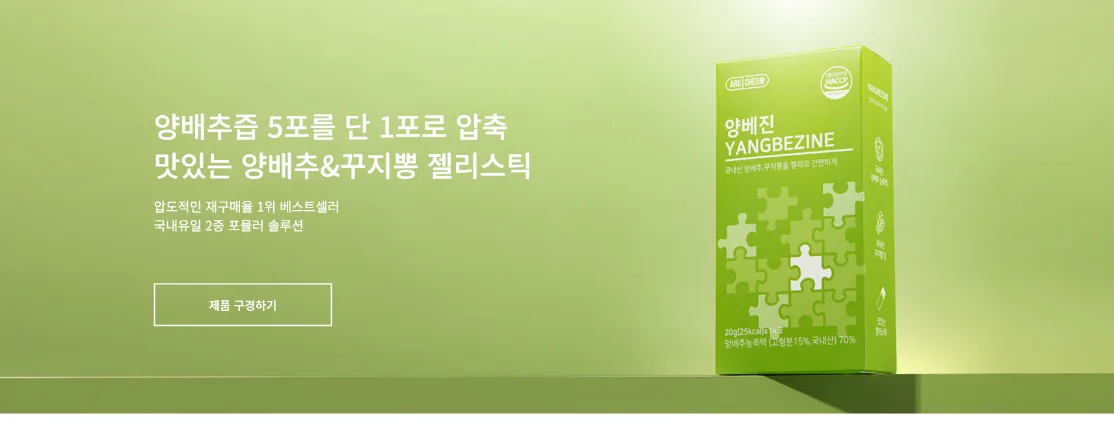 양배추즙 5포를 단 1포로 압축
맛있는 양배추&꾸지뽕 젤리스틱
압도적인 재구매율 1위 베스트셀러
국내유일 2중 포뮬러 솔루션
제품 구경하기
ARU CHEUM
HACCP
양베진
YANGBEZINE
국내산 양배추,꾸지뽕을 젤리로 간편하게
20g(25kcal)x14포
양배추농축액 (고형분15%,국내산) 70%
YANGBEZINE